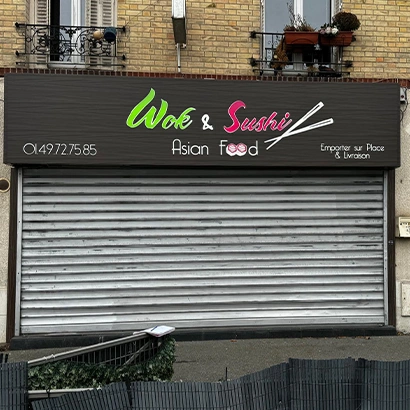 Wok & Sushi
Asian Food
01.49.72.75.85
Emporter sur Place
& Livraison